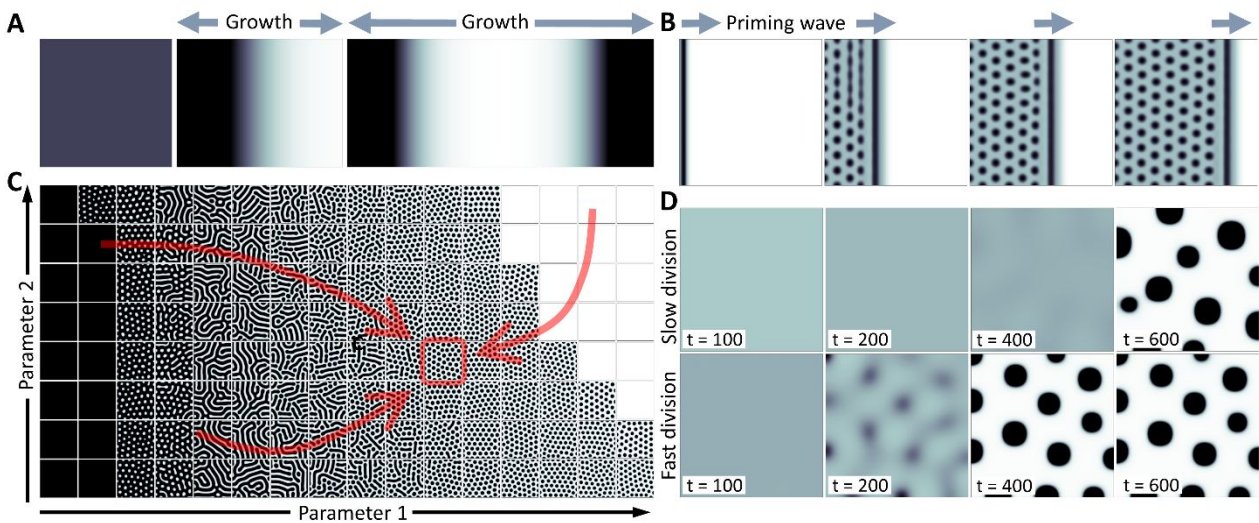 A
Growth
Growth
B
Priming wave
C
Parameter 2
Parameter 1
E
D
Slow division
t = 100
t = 200
t = 400
t = 600
Fast division
t = 100
t = 200
t = 400
t = 600